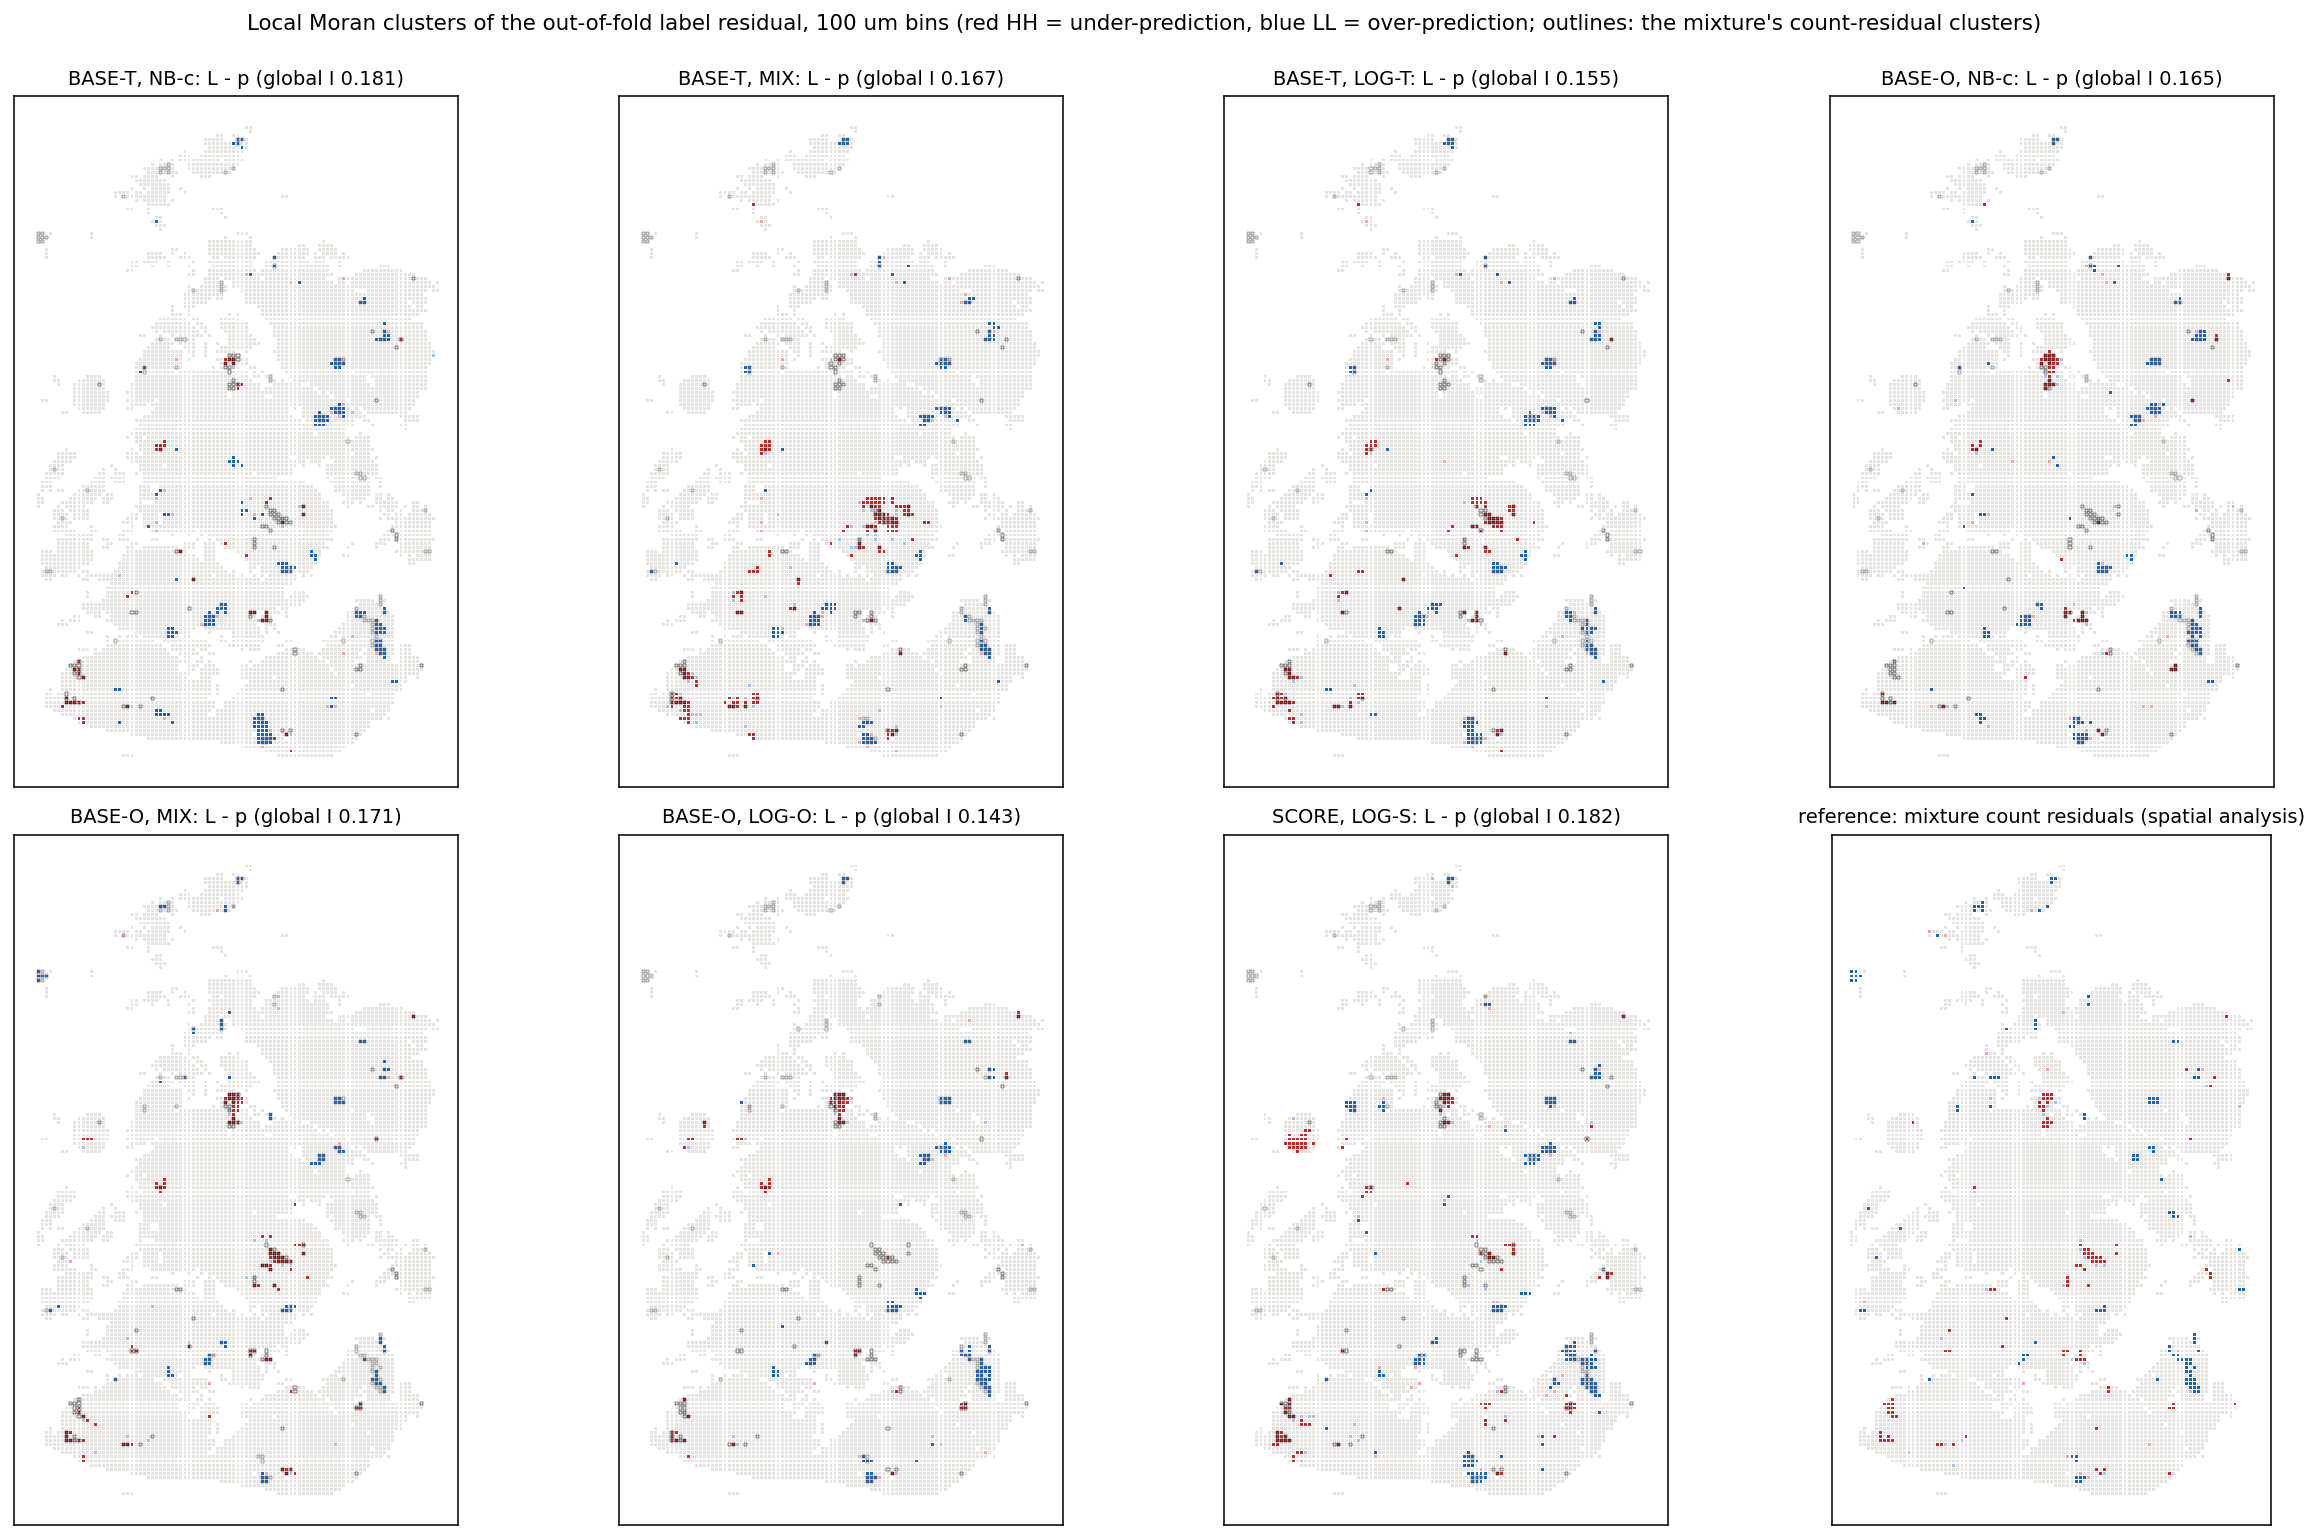 Local Moran clusters of the out-of-fold label residual, 100 um bins (red HH = under-prediction, blue LL = over-prediction; outlines: the mixture's count-residual clusters)
BASE-T, NB-c: L - p (global I 0.181)
BASE-T, MIX: L - p (global I 0.167)
BASE-T, LOG-T: L - p (global I 0.155)
BASE-O, NB-c: L - p (global I 0.165)
BASE-O, MIX: L - p (global I 0.171)
BASE-O, LOG-O: L - p (global I 0.143)
SCORE, LOG-S: L - p (global I 0.182)
reference: mixture count residuals (spatial analysis)